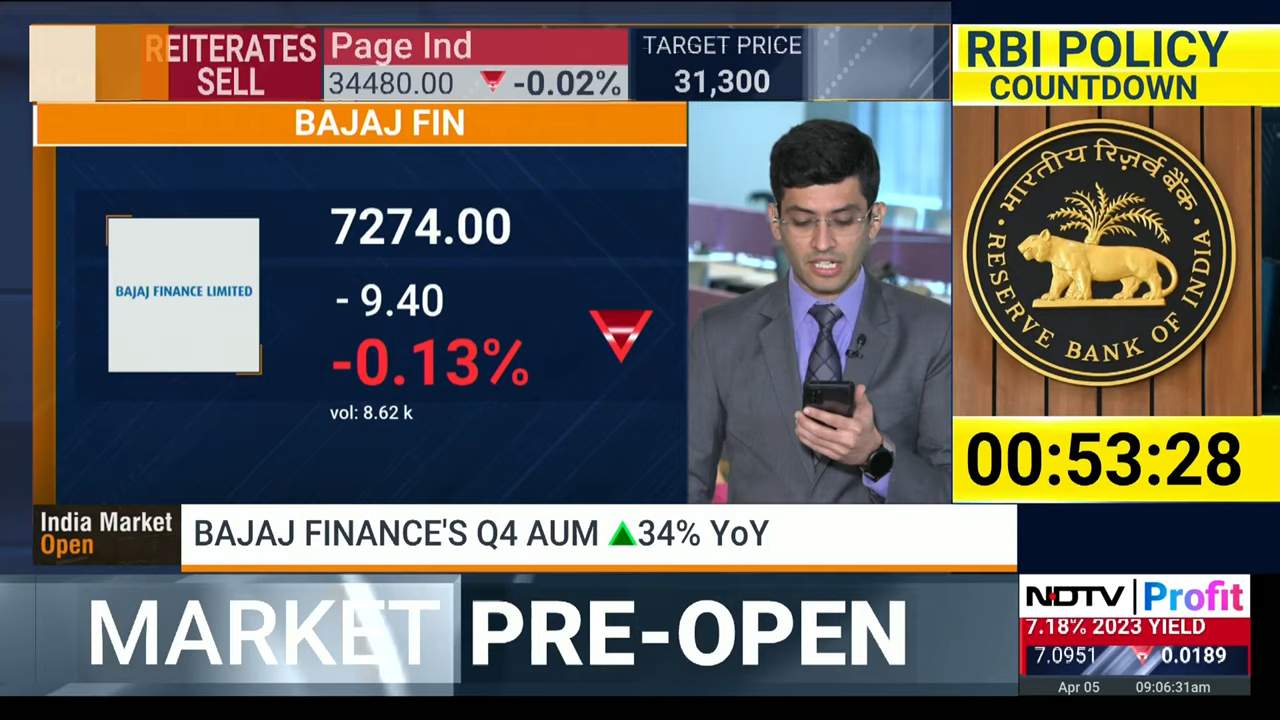 REITERATES
SELL
Page Ind
34480.00 -0.02%
TARGET PRICE
31,300
RBI POLICY
COUNTDOWN
BAJAJ FIN
BAJAJ FINANCE LIMITED
7274.00
- 9.40
-0.13%
vol: 8.62 k
भारतीय रिज़र्व बैंक
RESERVE BANK OF INDIA
00:53:28
India Market
Open
BAJAJ FINANCE'S Q4 AUM 34% YoY
MARKET PRE-OPEN
NDTV Profit
7.18% 2023 YIELD
7.0951 0.0189
Apr 05 09:06:31am